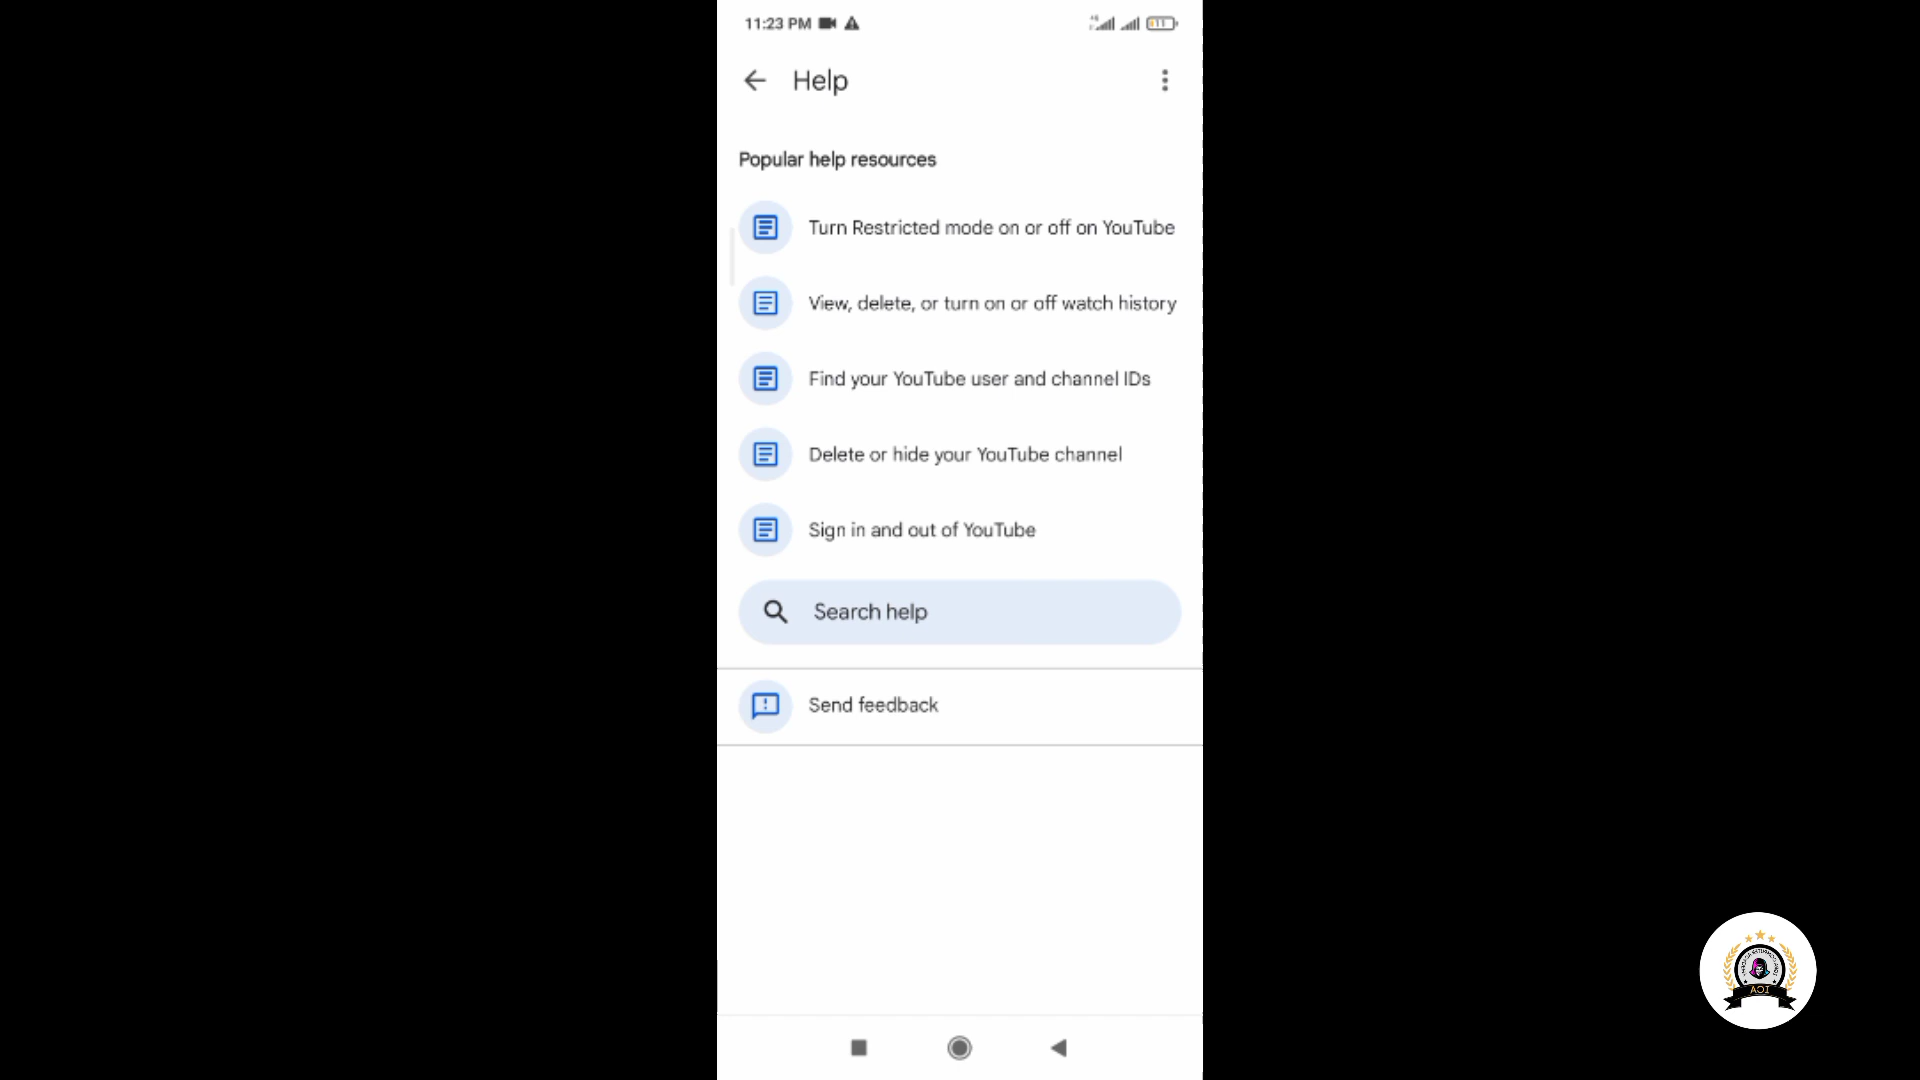 11:23 PM
Help
Popular help resources
Turn Restricted mode on or off on YouTube
View, delete, or turn on or off watch history
Find your YouTube user and channel IDs
Delete or hide your YouTube channel
Sign in and out of YouTube
Search help
Send feedback